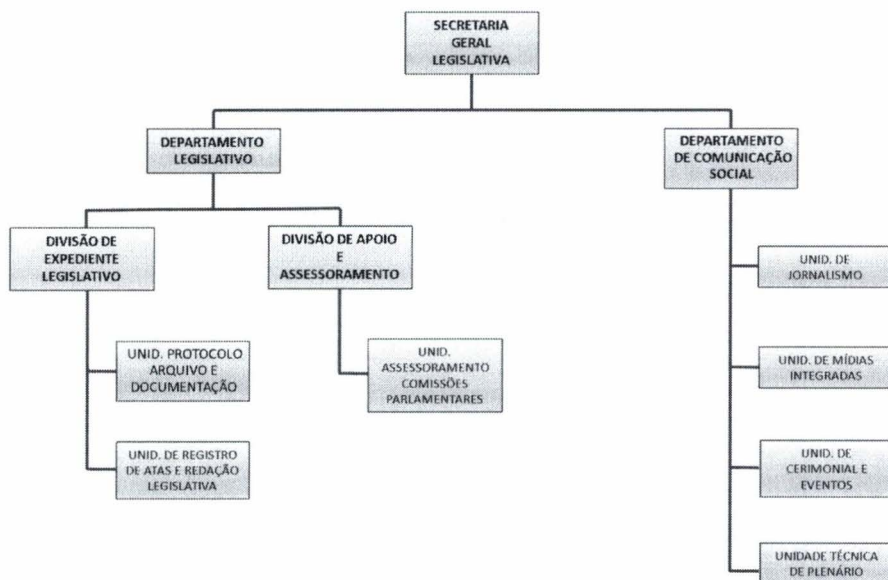 SECRETARIA
GERAL
LEGISLATIVA
DEPARTAMENTO
LEGISLATIVO
DEPARTAMENTO
DE COMUNICAÇÃO
SOCIAL
DIVISÃO DE
EXPEDIENTE
LEGISLATIVO
DIVISÃO DE APOIO
E
ASSESSORAMENTO
UNID. DE
JORNALISMO
UNID. PROTOCOLO
ARQUIVO E
DOCUMENTAÇÃO
UNID.
ASSESSORAMENTO
COMISSÕES
PARLAMENTARES
UNID. DE MÍDIAS
INTEGRADAS
UNID. DE REGISTRO
DE ATAS E REDAÇÃO
LEGISLATIVA
UNID. DE
CERIMONIAL E
EVENTOS
UNIDADE TÉCNICA
DE PLENÁRIO